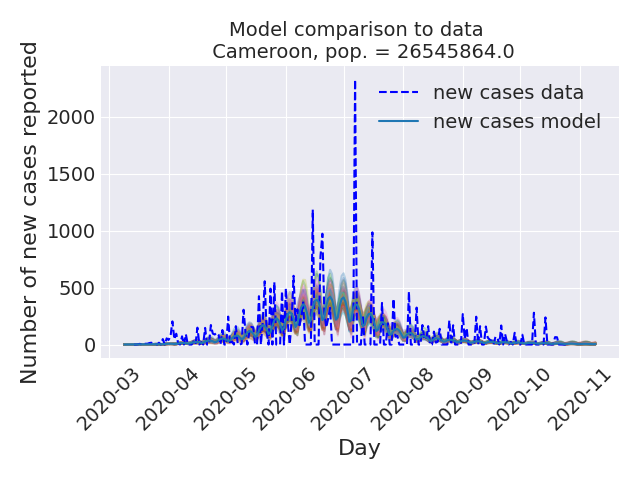 Model comparison to data
Cameroon, pop. = 26545864.0
Number of new cases reported
2000
1500
1000
500
0
new cases data
new cases model
2020-03
2020-04
2020-05
2020-06
2020-07
2020-08
2020-09
2020-10
2020-11
Day